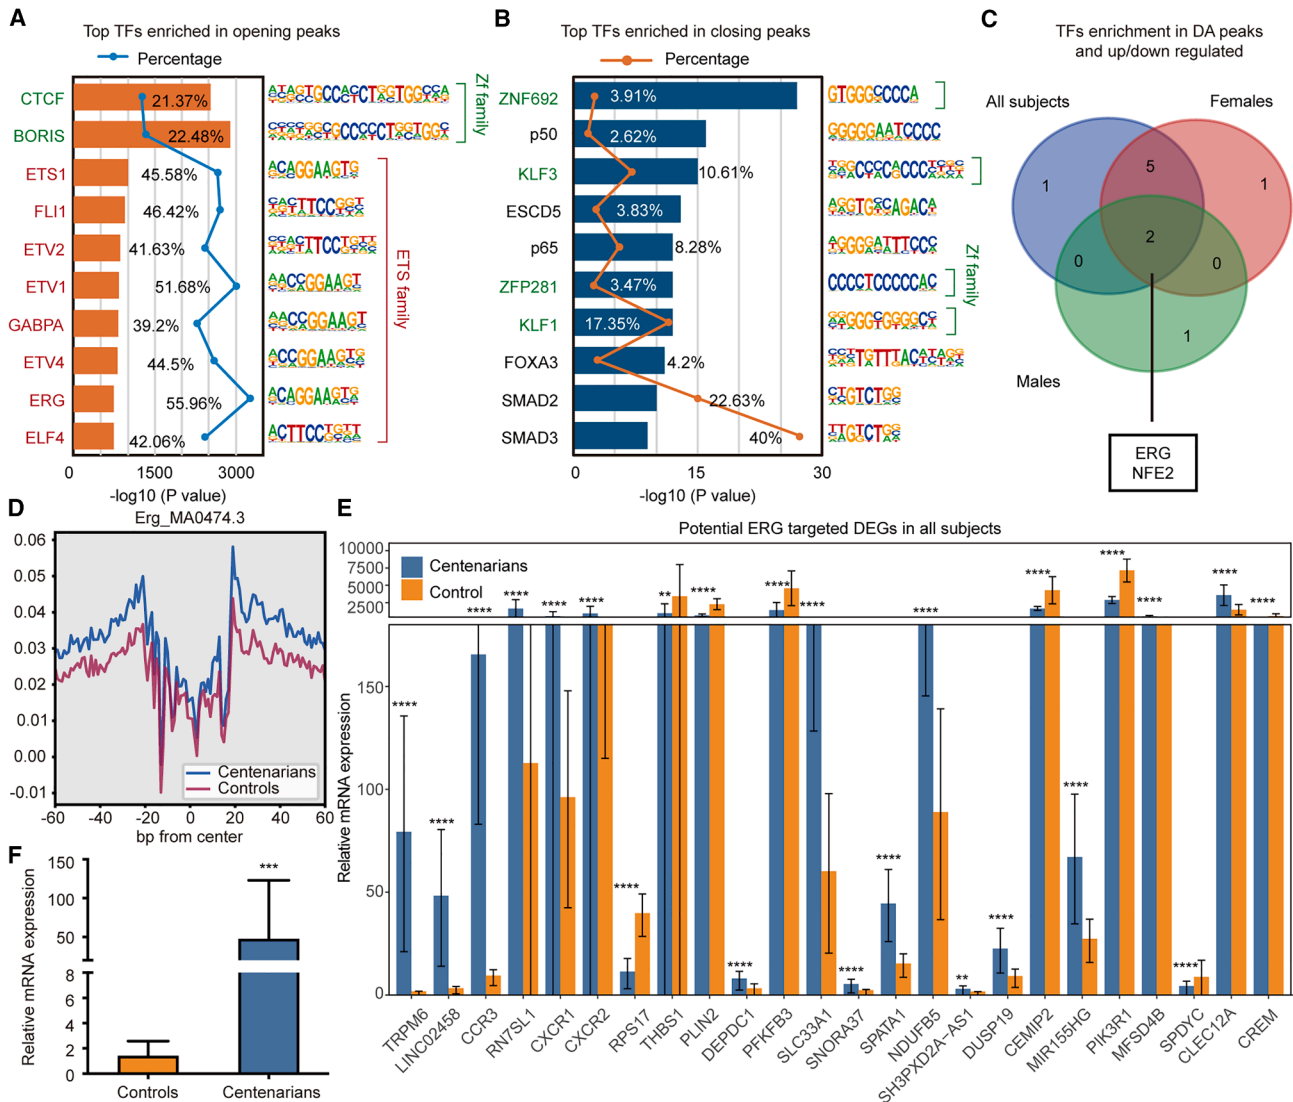 A
Top TFs enriched in opening peaks
Percentage
CTCF
21.37%
BORIS
22.48%
ETS1
45.58%
FLI1
46.42%
ETV2
41.63%
ETV1
51.68%
GABPA
39.2%
ETV4
44.5%
ERG
55.96%
ELF4
42.06%
Zf family
ETS family
0
1500
3000
-log10 (P value)
B
Top TFs enriched in closing peaks
Percentage
ZNF692
3.91%
GTGGGCCCCA
p50
2.62%
GGGGGAATCCCC
KLF3
10.61%
ESCD5
3.83%
p65
8.28%
ZFP281
3.47%
CCCCTCCCCCAC
KLF1
17.35%
FOXA3
4.2%
SMAD2
22.63%
SMAD3
40%
Zf family
0
15
30
-log10 (P value)
C
TFs enrichment in DA peaks
and up/down regulated
All subjects
Females
Males
1
5
1
2
0
0
1
ERG
NFE2
D
Erg_MA0474.3
0.06
0.05
0.04
0.03
0.02
0.01
0.00
-0.01
Centenarians
Controls
-60
-40
-20
0
20
40
60
bp from center
E
Potential ERG targeted DEGs in all subjects
Centenarians
Control
10000
7500
5000
2500
150
100
50
0
Relative mRNA expression
****
****
****
****
****
****
****
**
****
****
****
****
****
****
****
**
****
****
****
****
****
****
****
****
TRPM6
LINC02458
CCR3
RN7SL1
CXCR1
CXCR2
RPS17
THBS1
PLIN2
DEPDC1
PFKFB3
SLC33A1
SNORA37
SPATA1
NDUFB5
SH3PXD2A-AS1
DUSP19
CEMIP2
MIR155HG
PIK3R1
MFSD4B
SPDYC
CLEC12A
CREM
F
Relative mRNA expression
150
100
50
8
6
4
2
0
***
Controls
Centenarians